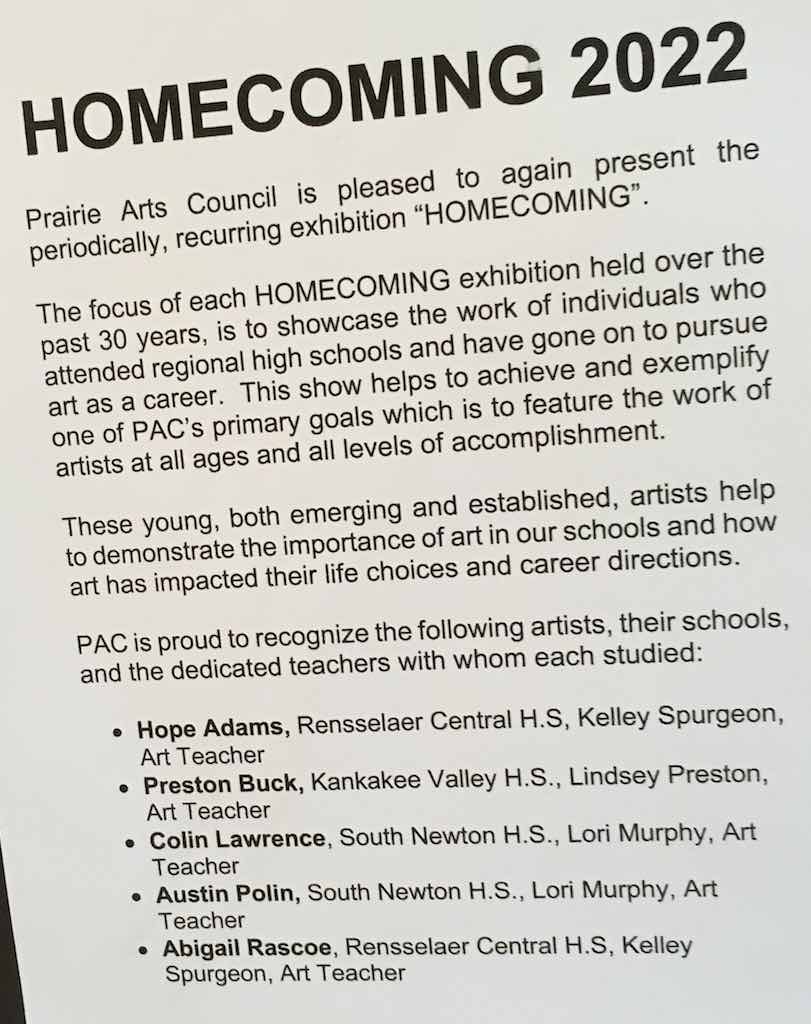 HOMECOMING 2022
Prairie Arts Council is pleased to again present the
periodically, recurring exhibition “HOMECOMING”.
The focus of each HOMECOMING exhibition held over the
past 30 years, is to showcase the work of individuals who
attended regional high schools and have gone on to pursue
art as a career. This show helps to achieve and exemplify
one of PAC’s primary goals which is to feature the work of
artists at all ages and all levels of accomplishment.
These young, both emerging and established, artists help
to demonstrate the importance of art in our schools and how
art has impacted their life choices and career directions.
PAC is proud to recognize the following artists, their schools,
and the dedicated teachers with whom each studied:
• Hope Adams, Rensselaer Central H.S, Kelley Spurgeon,
Art Teacher
• Preston Buck, Kankakee Valley H.S., Lindsey Preston,
Art Teacher
• Colin Lawrence, South Newton H.S., Lori Murphy, Art
Teacher
• Austin Polin, South Newton H.S., Lori Murphy, Art
Teacher
• Abigail Rascoe, Rensselaer Central H.S, Kelley
Spurgeon, Art Teacher